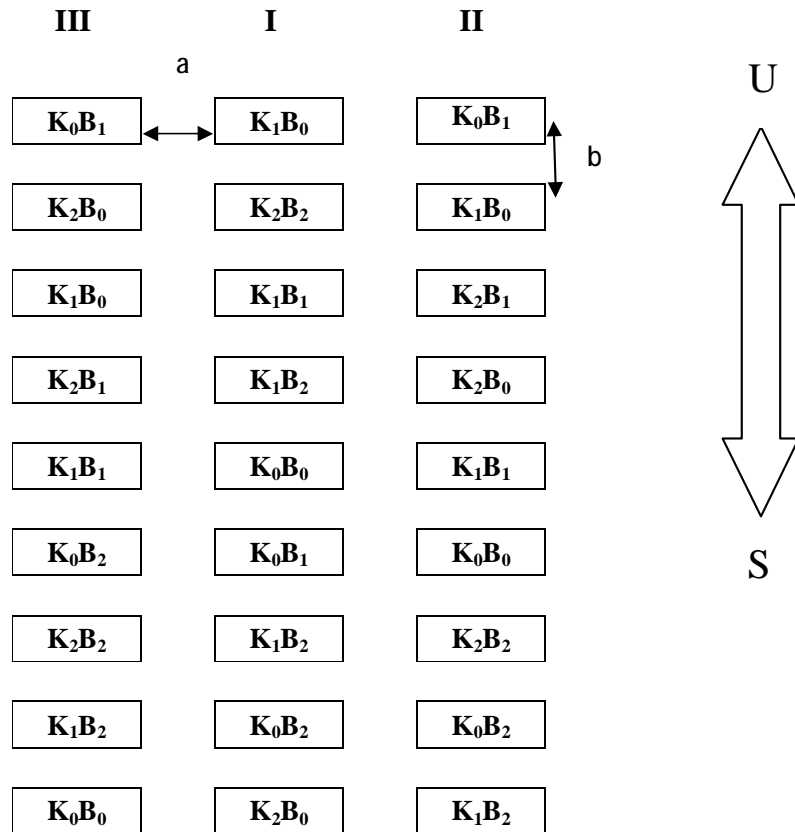 III I II
a
U
K₀B₁ K₁B₀ K₀B₁
b
K₂B₀ K₂B₂ K₁B₀
K₁B₀ K₁B₁ K₂B₁
K₂B₁ K₁B₂ K₂B₀
K₁B₁ K₀B₀ K₁B₁
K₀B₂ K₀B₁ K₀B₀
S
K₂B₂ K₁B₂ K₂B₂
K₁B₂ K₀B₂ K₀B₂
K₀B₀ K₂B₀ K₁B₂